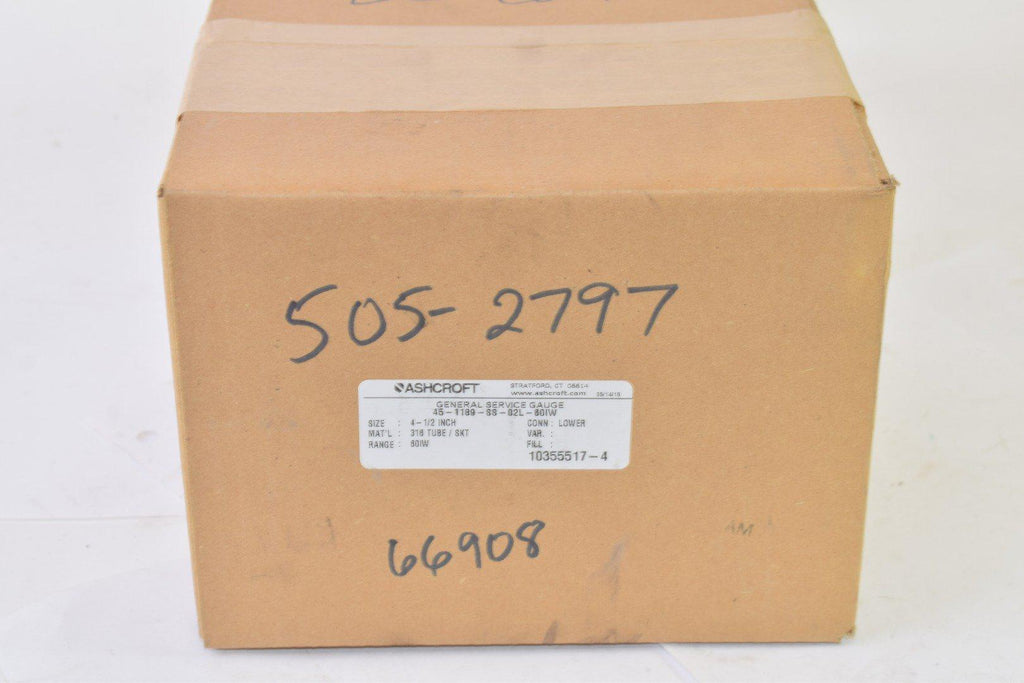 505-2797
ASHCROFT
STRATFORD, CT 06614
www.ashcroft.com
GENERAL SERVICE GAUGE
45-1189-SS-02L-60IW
SIZE : 4-1/2 INCH
CONN : LOWER
MAT'L : 316 TUBE / SKT
VAR. :
RANGE : 60IW
FILL :
10355517-4
66908
AM